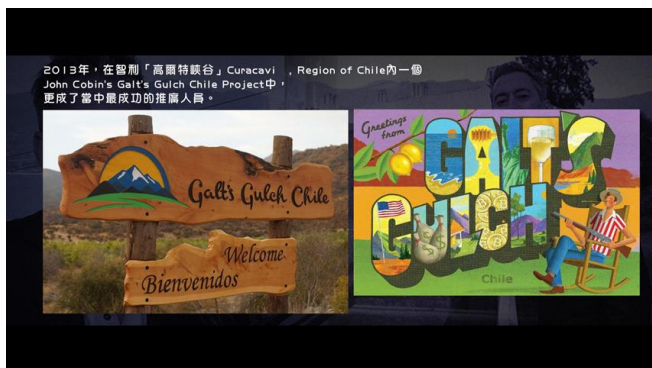 2013年，在智利「高爾特峽谷」Curacavi , Region of Chile內一個
John Cobin's Galt's Gulch Chile Project中，
更成了當中最成功的推廣人員。
Galt's Gulch Chile
Welcome
Bienvenidos
Greetings
from
GALT'S
GULCH
Chile